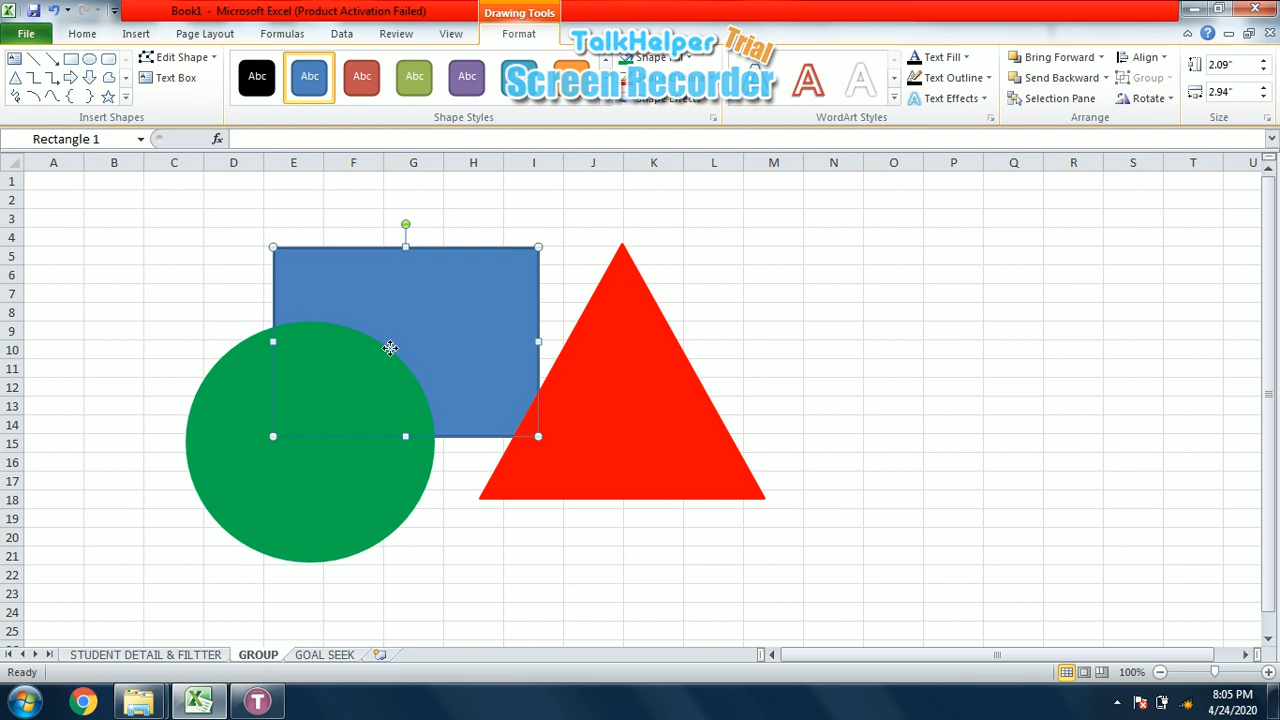 Book1 - Microsoft Excel (Product Activation Failed)
Drawing Tools
File Home Insert Page Layout Formulas Data Review View Format
TalkHelper Trial
Screen Recorder
Edit Shape
Text Box
Abc Abc Abc Abc Abc
Text Fill
Text Outline
Text Effects
Bring Forward
Send Backward
Selection Pane
Align
Group
Rotate
2.09"
2.94"
Insert Shapes Shape Styles WordArt Styles Arrange Size
Rectangle 1 fx
A B C D E F G H I J K L M N O P Q R S T U
1
2
3
4
5
6
7
8
9
10
11
12
13
14
15
16
17
18
19
20
21
22
23
24
25
STUDENT DETAIL & FILTTER GROUP GOAL SEEK
Ready 100%
T 8:05 PM
4/24/2020